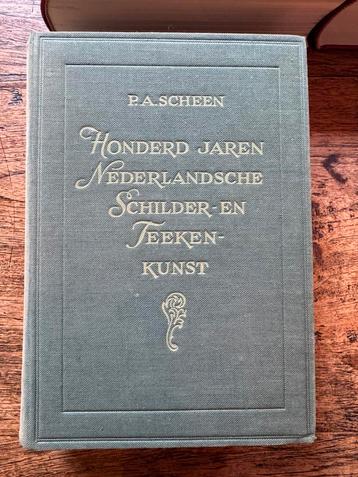 P.A. SCHEEN
HONDERD JAREN
NEDERLANDSCHE
SCHILDER- EN
TEEKEN-
KUNST